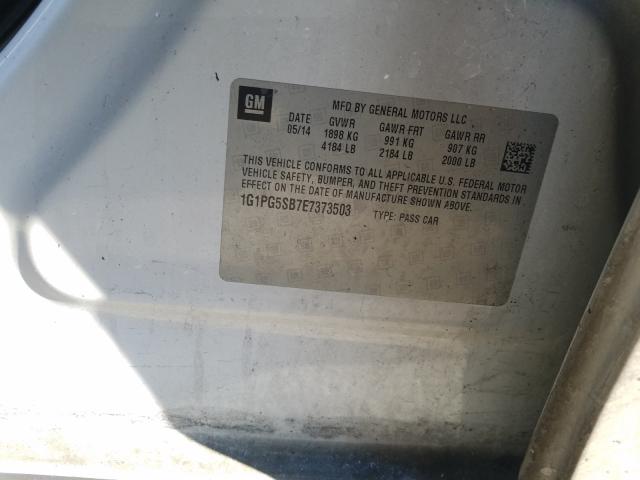 GM
MFD BY GENERAL MOTORS LLC
DATE GVWR GAWR FRT GAWR RR
05/14 1898 KG 991 KG 907 KG
4184 LB 2184 LB 2000 LB
THIS VEHICLE CONFORMS TO ALL APPLICABLE U.S. FEDERAL MOTOR
VEHICLE SAFETY, BUMPER, AND THEFT PREVENTION STANDARDS IN
EFFECT ON THE DATE OF MANUFACTURE SHOWN ABOVE.
1G1PG5SB7E7373503 TYPE: PASS CAR